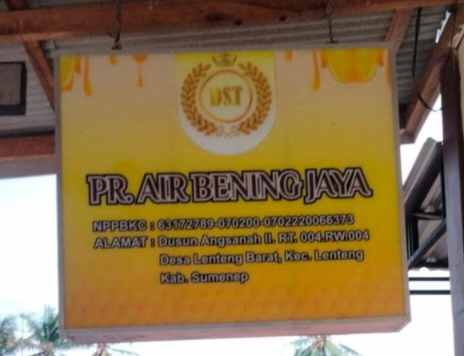 DST
PR. AIR BENING JAYA
NPPBKC : 63172789-070200-0702220066373
ALAMAT : Dusun Angsanah II. RT. 004.RW.004
Desa Lenteng Barat, Kec. Lenteng
Kab. Sumenep